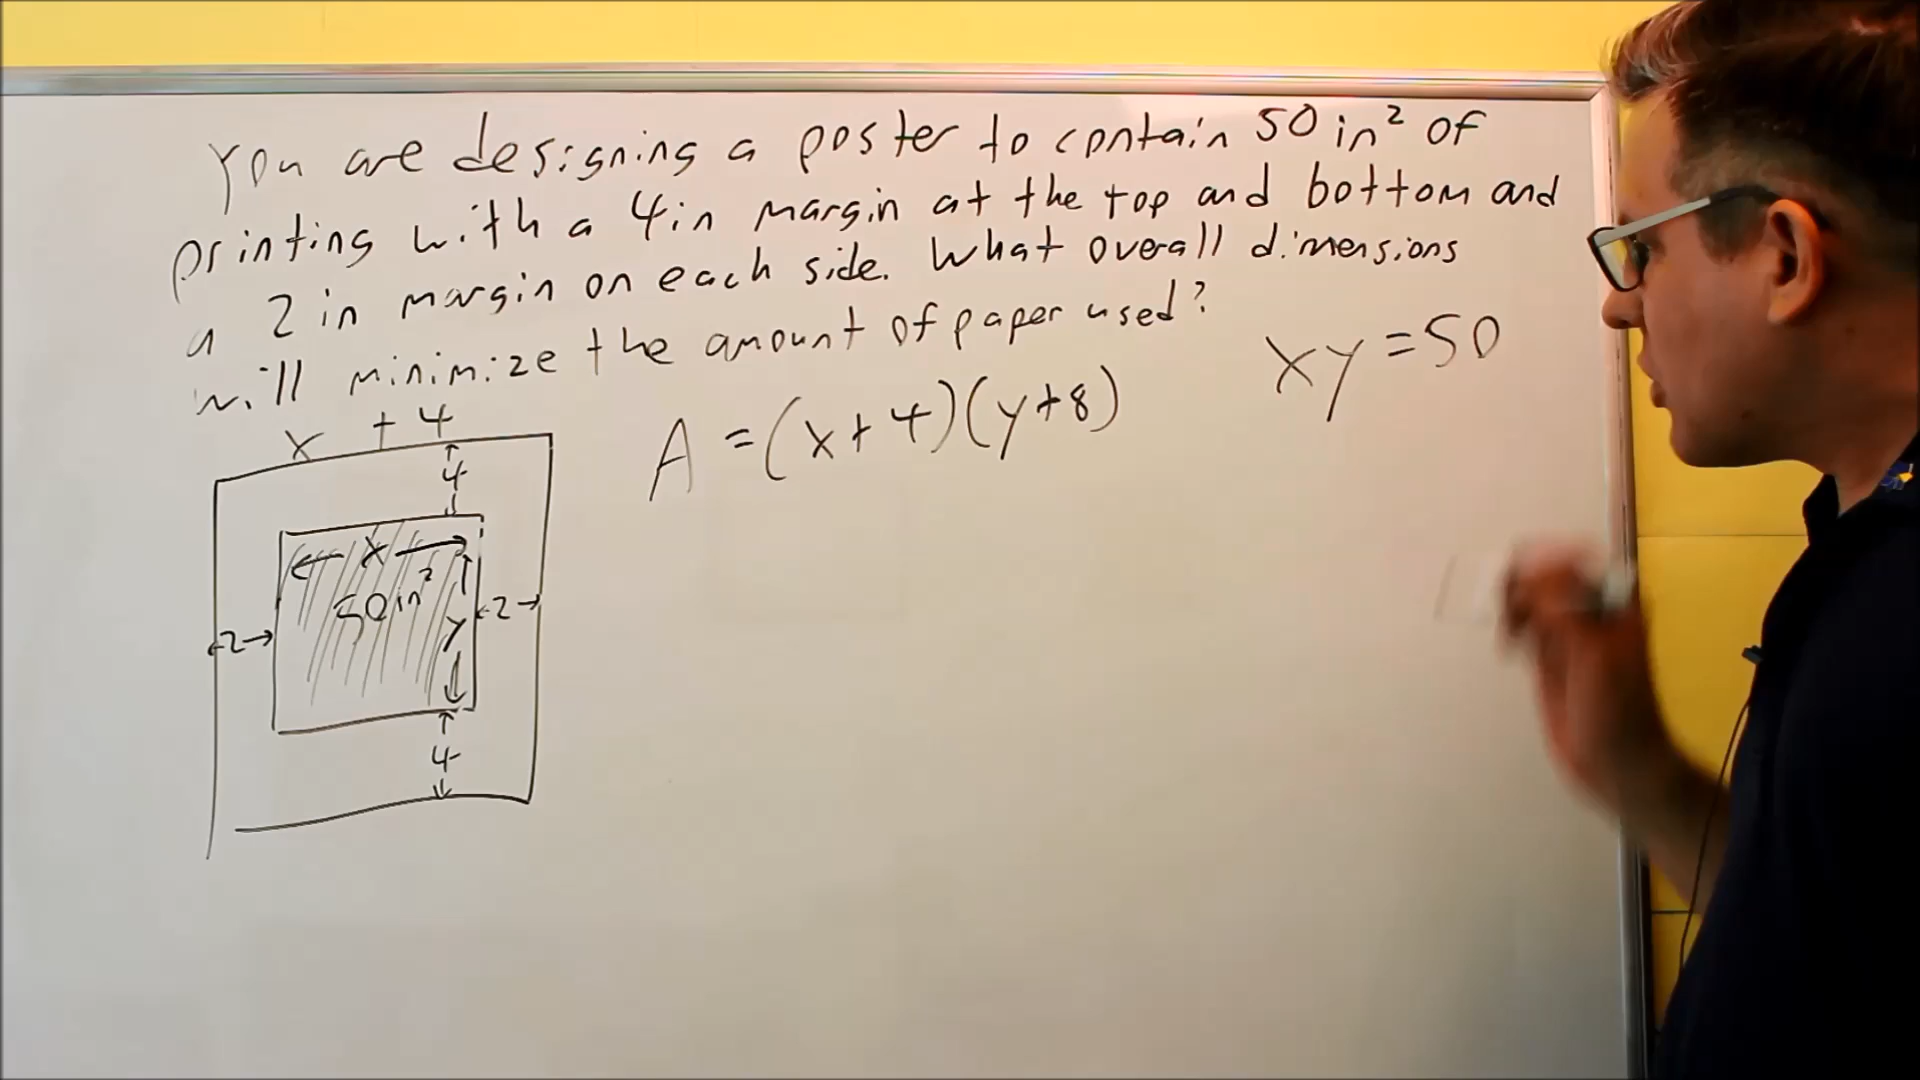 You are designing a poster to contain 50 in² of
printing with a 4in margin at the top and bottom and
a 2 in margin on each side. What overall dimensions
will minimize the amount of paper used?
xy = 50
A = (x + 4)(y + 8)
x + 4
4
x
50 in²
y
2
2
4